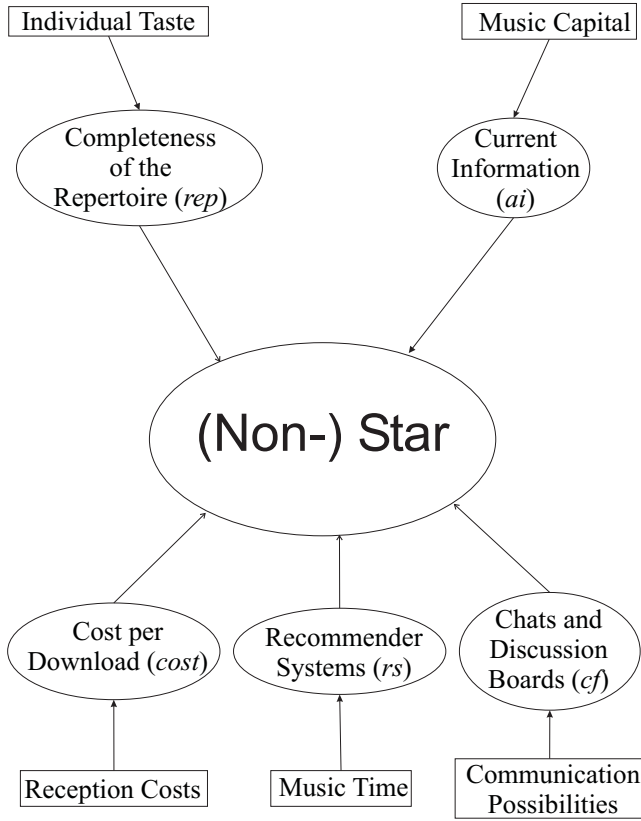 Individual Taste
Music Capital
Completeness
of the
Repertoire (rep)
Current
Information
(ai)
(Non-) Star
Cost per
Download (cost)
Recommender
Systems (rs)
Chats and
Discussion
Boards (cf)
Reception Costs
Music Time
Communication
Possibilities